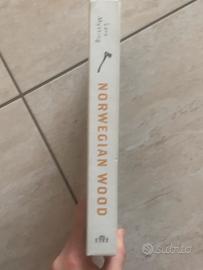 Lars Mytting
NORWEGIAN WOOD
subito